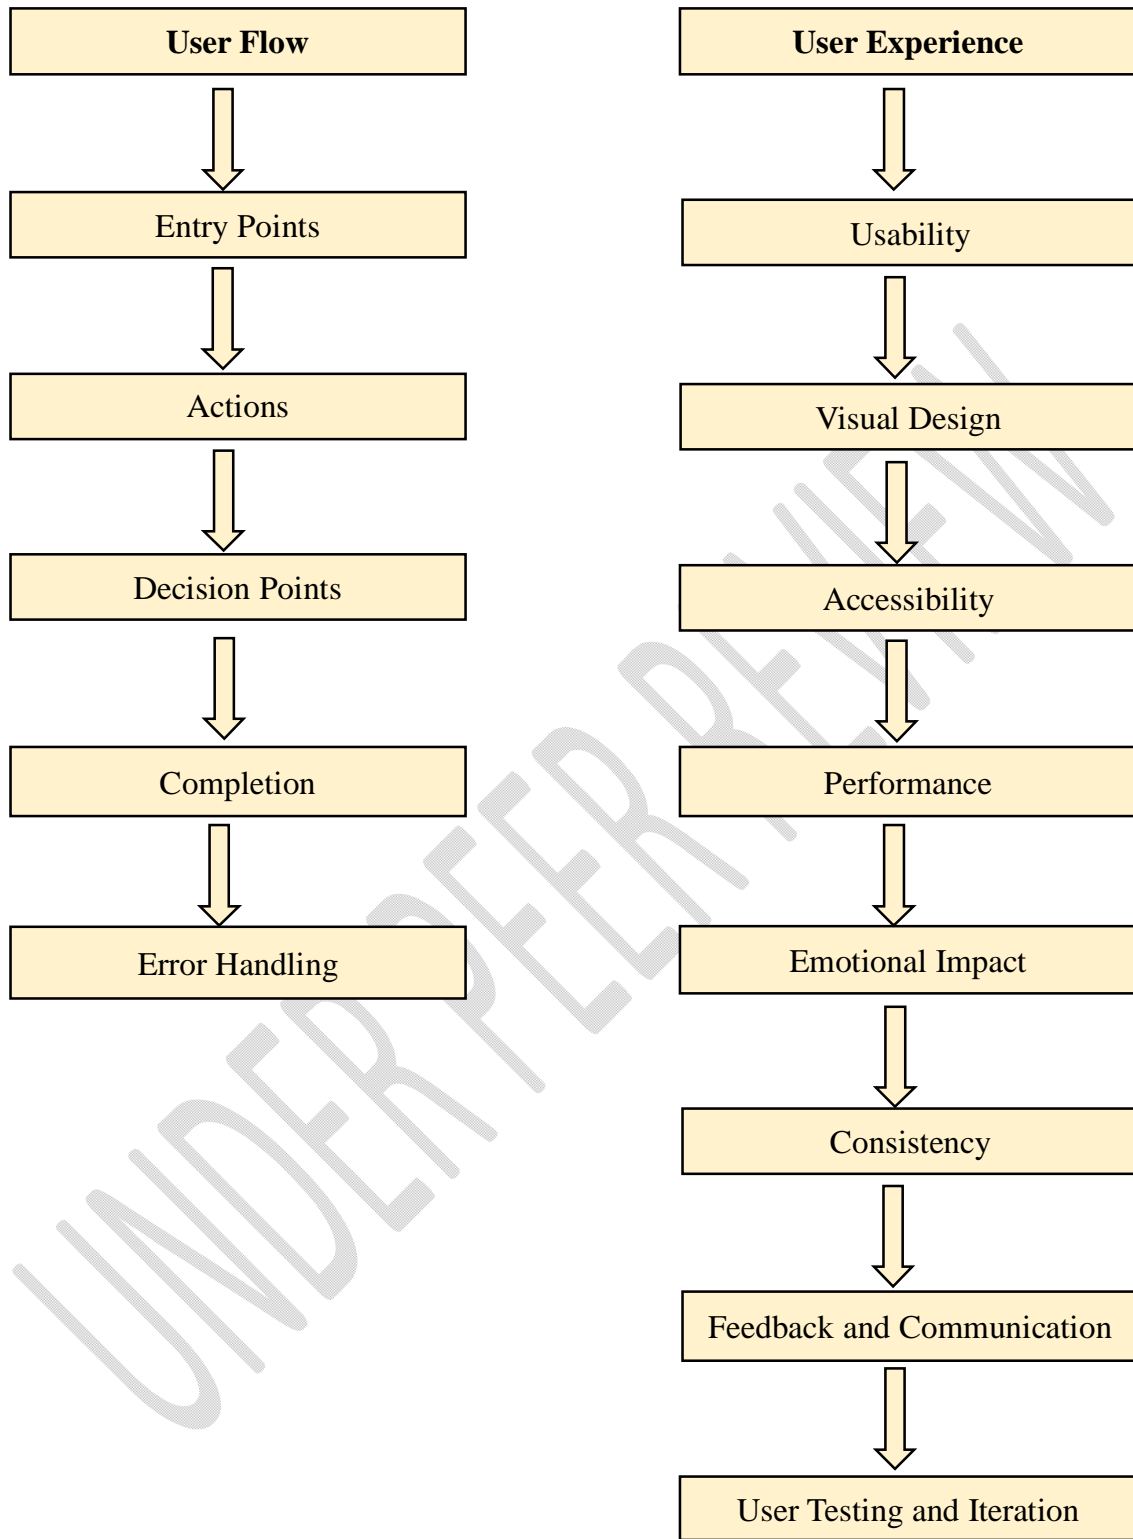 User Flow
Entry Points
Actions
Decision Points
Completion
Error Handling
User Experience
Usability
Visual Design
Accessibility
Performance
Emotional Impact
Consistency
Feedback and Communication
User Testing and Iteration
UNDER PEER REVIEW